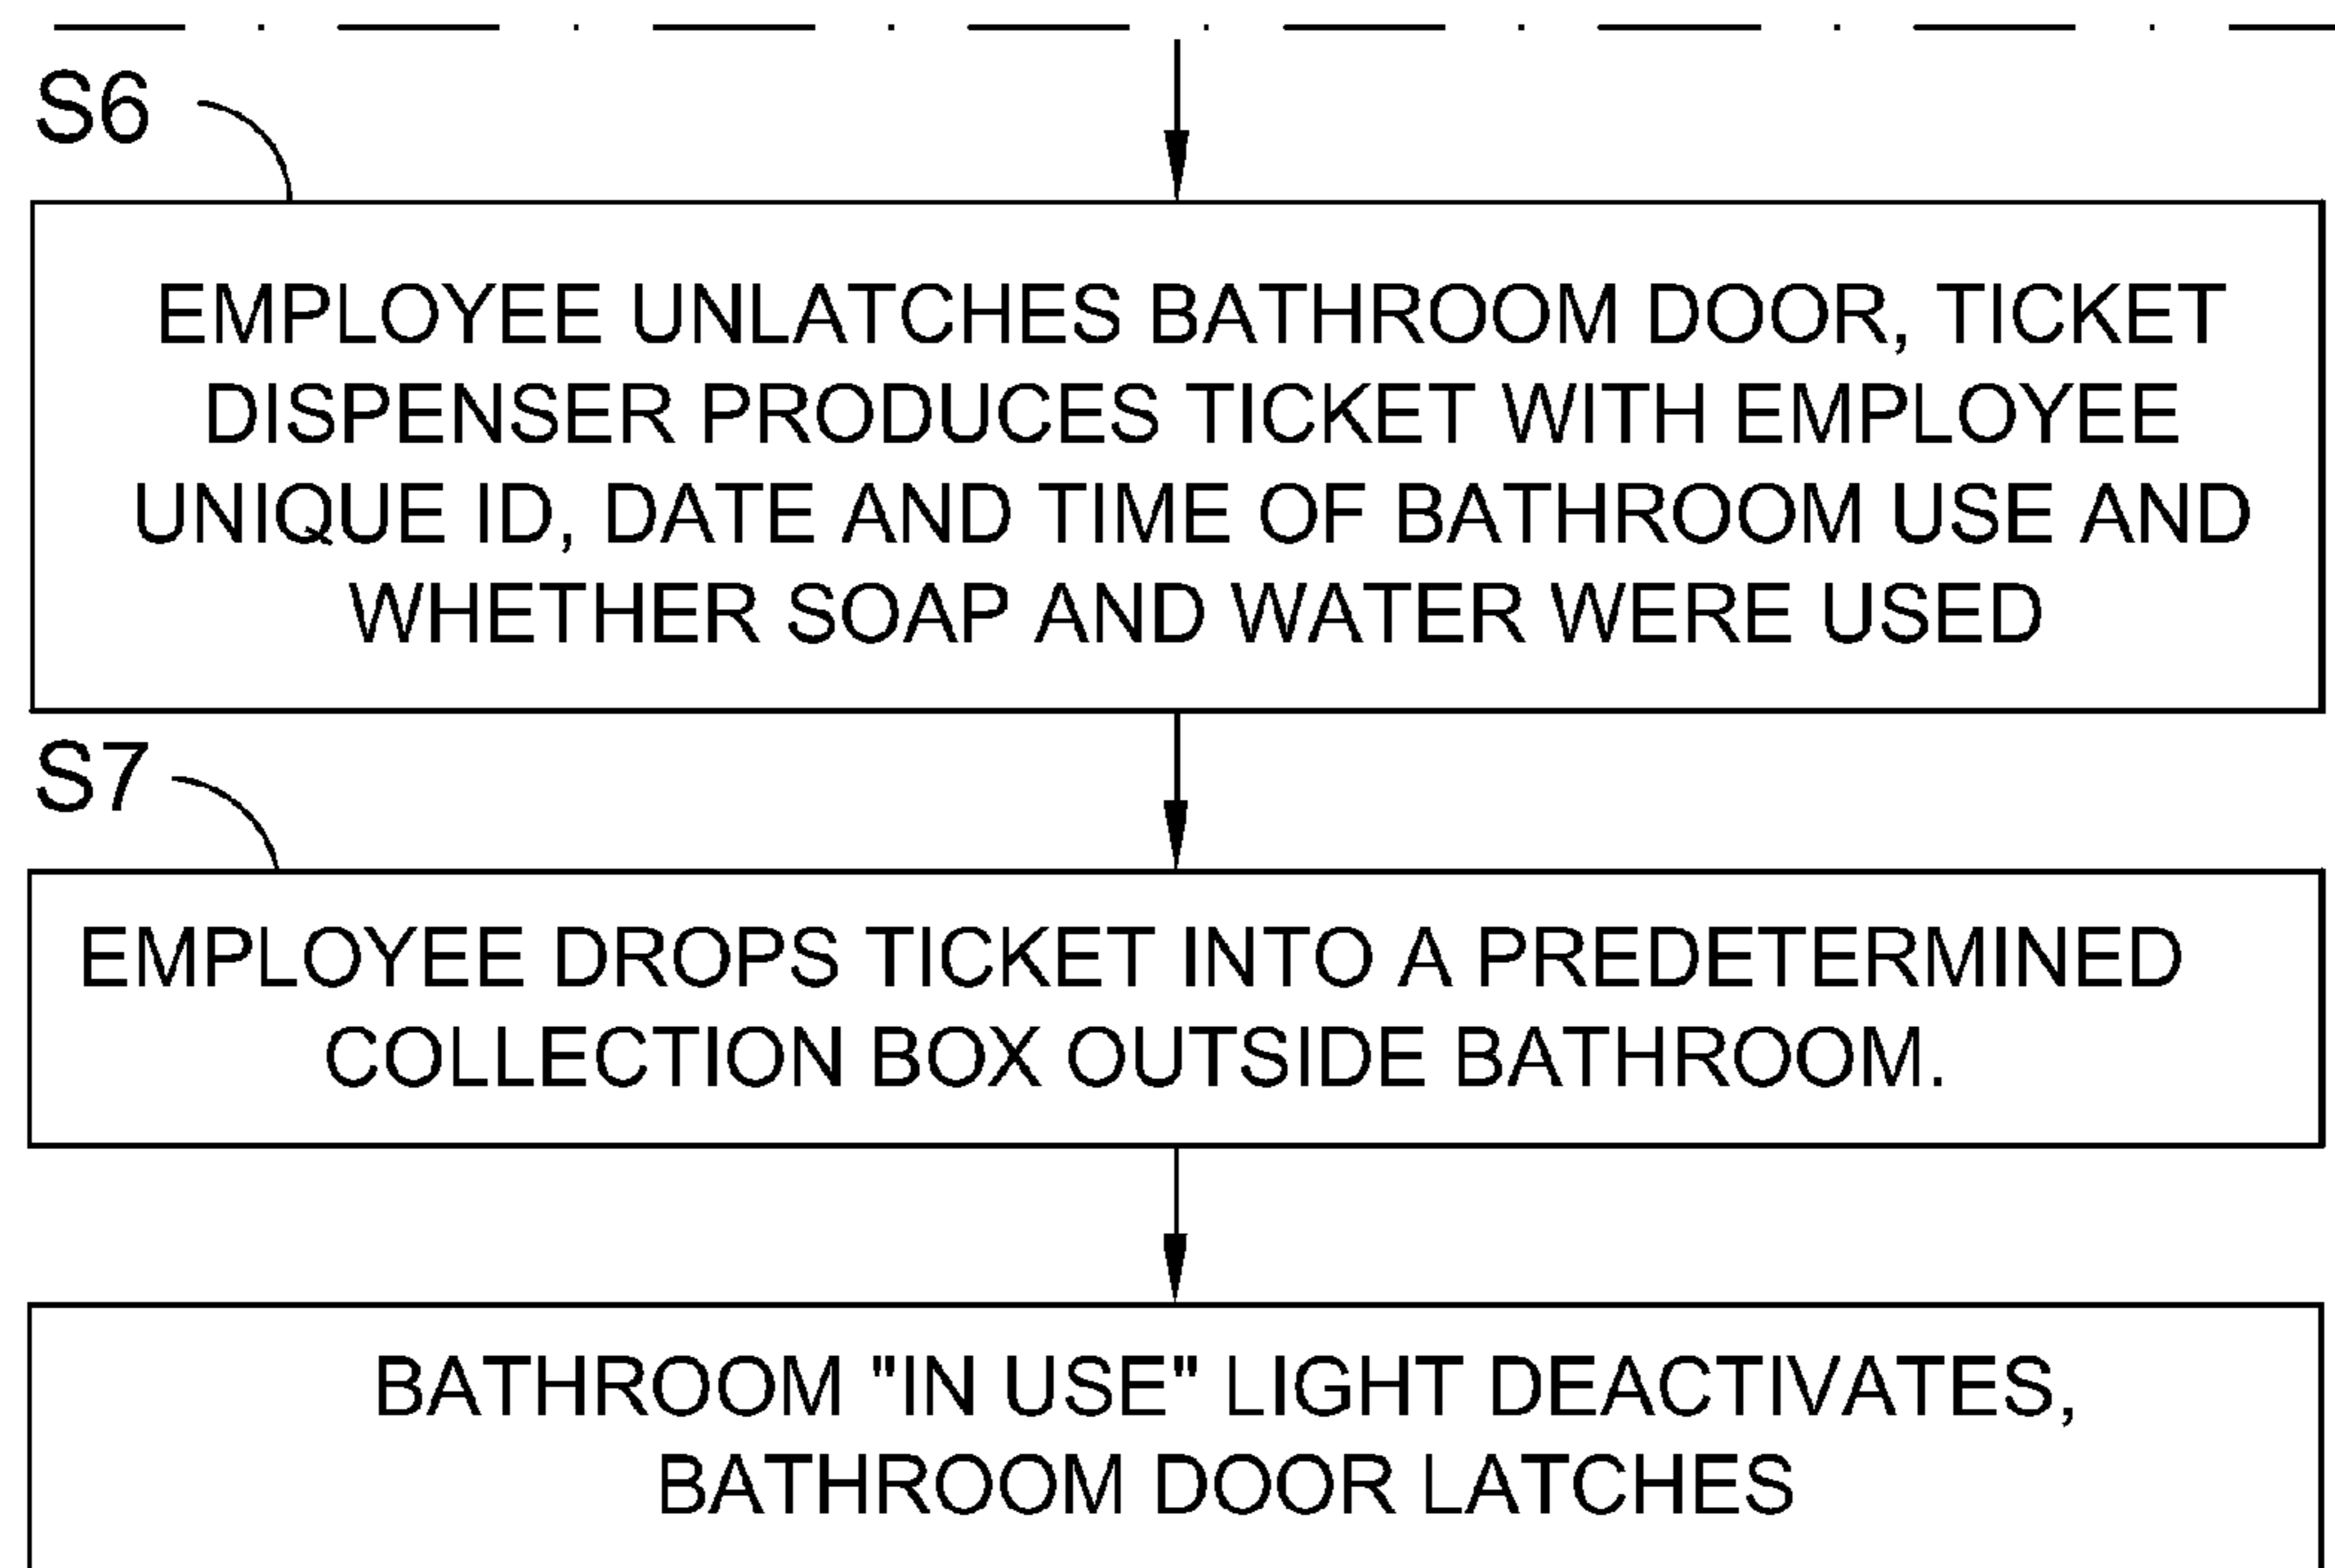 S6
EMPLOYEE UNLATCHES BATHROOM DOOR, TICKET
DISPENSER PRODUCES TICKET WITH EMPLOYEE
UNIQUE ID, DATE AND TIME OF BATHROOM USE AND
WHETHER SOAP AND WATER WERE USED
S7
EMPLOYEE DROPS TICKET INTO A PREDETERMINED
COLLECTION BOX OUTSIDE BATHROOM.
BATHROOM "IN USE" LIGHT DEACTIVATES,
BATHROOM DOOR LATCHES